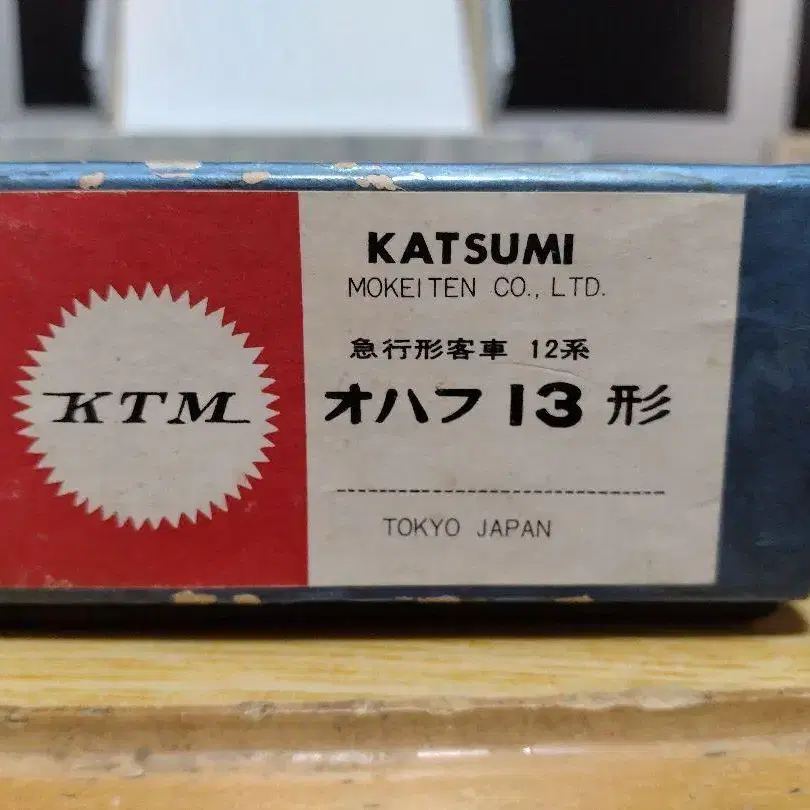 KTM
KATSUMI
MOKEITEN CO., LTD.
急行形客車 12系
オハフ 13 形
TOKYO JAPAN